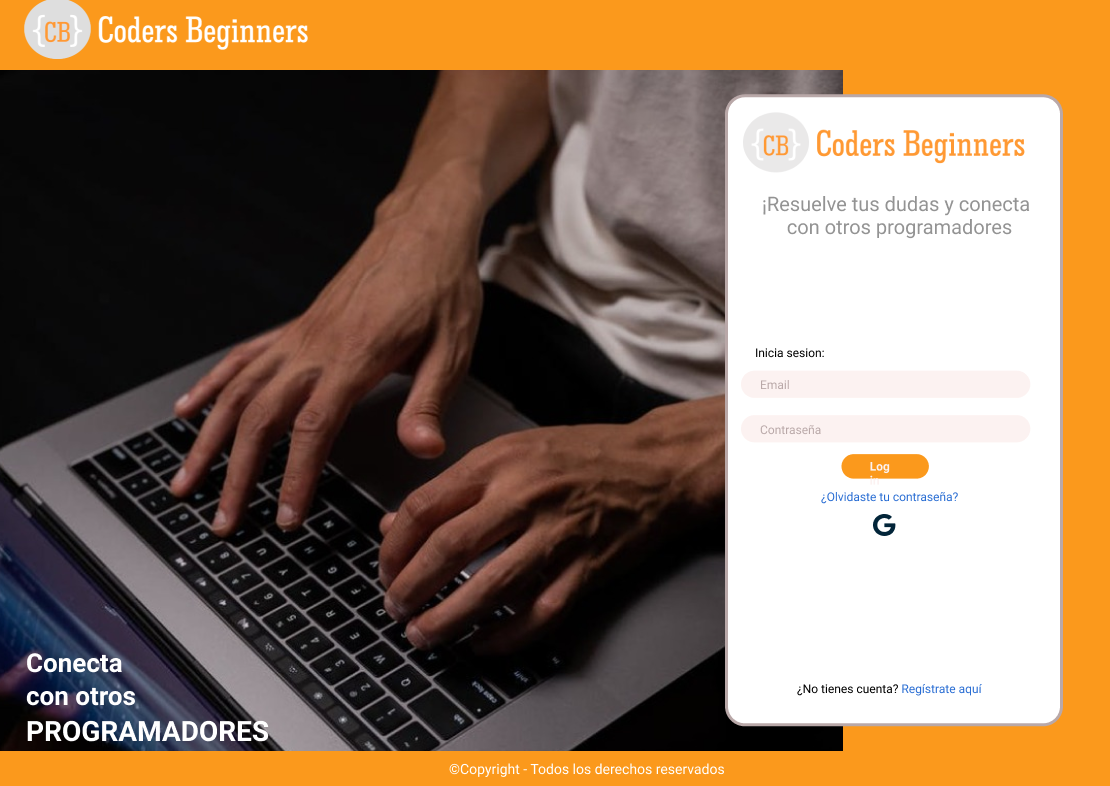 {CB} Coders Beginners
{CB} Coders Beginners
¡Resuelve tus dudas y conecta
con otros programadores
Inicia sesion:
Email
Contraseña
Log
¿Olvidaste tu contraseña?
G
¿No tienes cuenta? Regístrate aquí
Conecta
con otros
PROGRAMADORES
©Copyright - Todos los derechos reservados